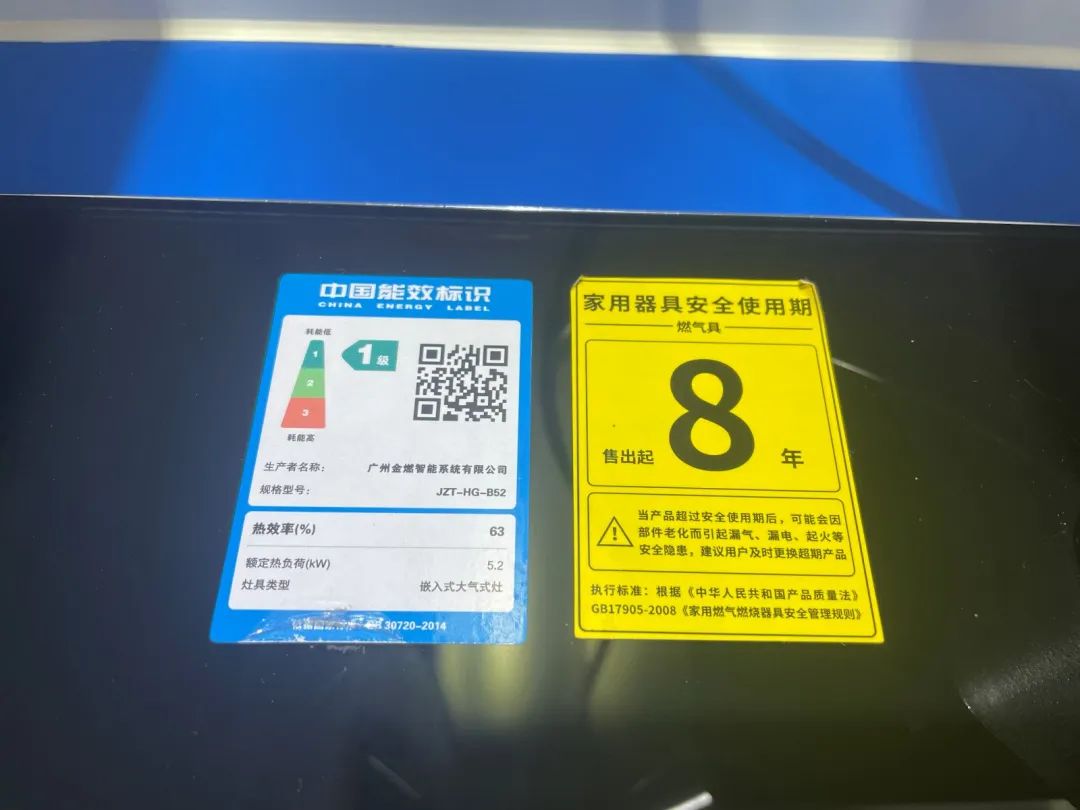 中国能效标识
CHINA ENERGY LABEL
耗能低
1
2
3
耗能高
1级
生产者名称: 广州金燃智能系统有限公司
规格型号: JZT-HG-B52
热效率(%) 63
额定热负荷(kW) 5.2
灶具类型 嵌入式大气式灶
30720-2014
家用器具安全使用期
燃气具
售出起 8 年
当产品超过安全使用期后，可能会因
部件老化而引起漏气、漏电、起火等
安全隐患，建议用户及时更换超期产品
执行标准：根据《中华人民共和国产品质量法》
GB17905-2008《家用燃气燃烧器具安全管理规则》